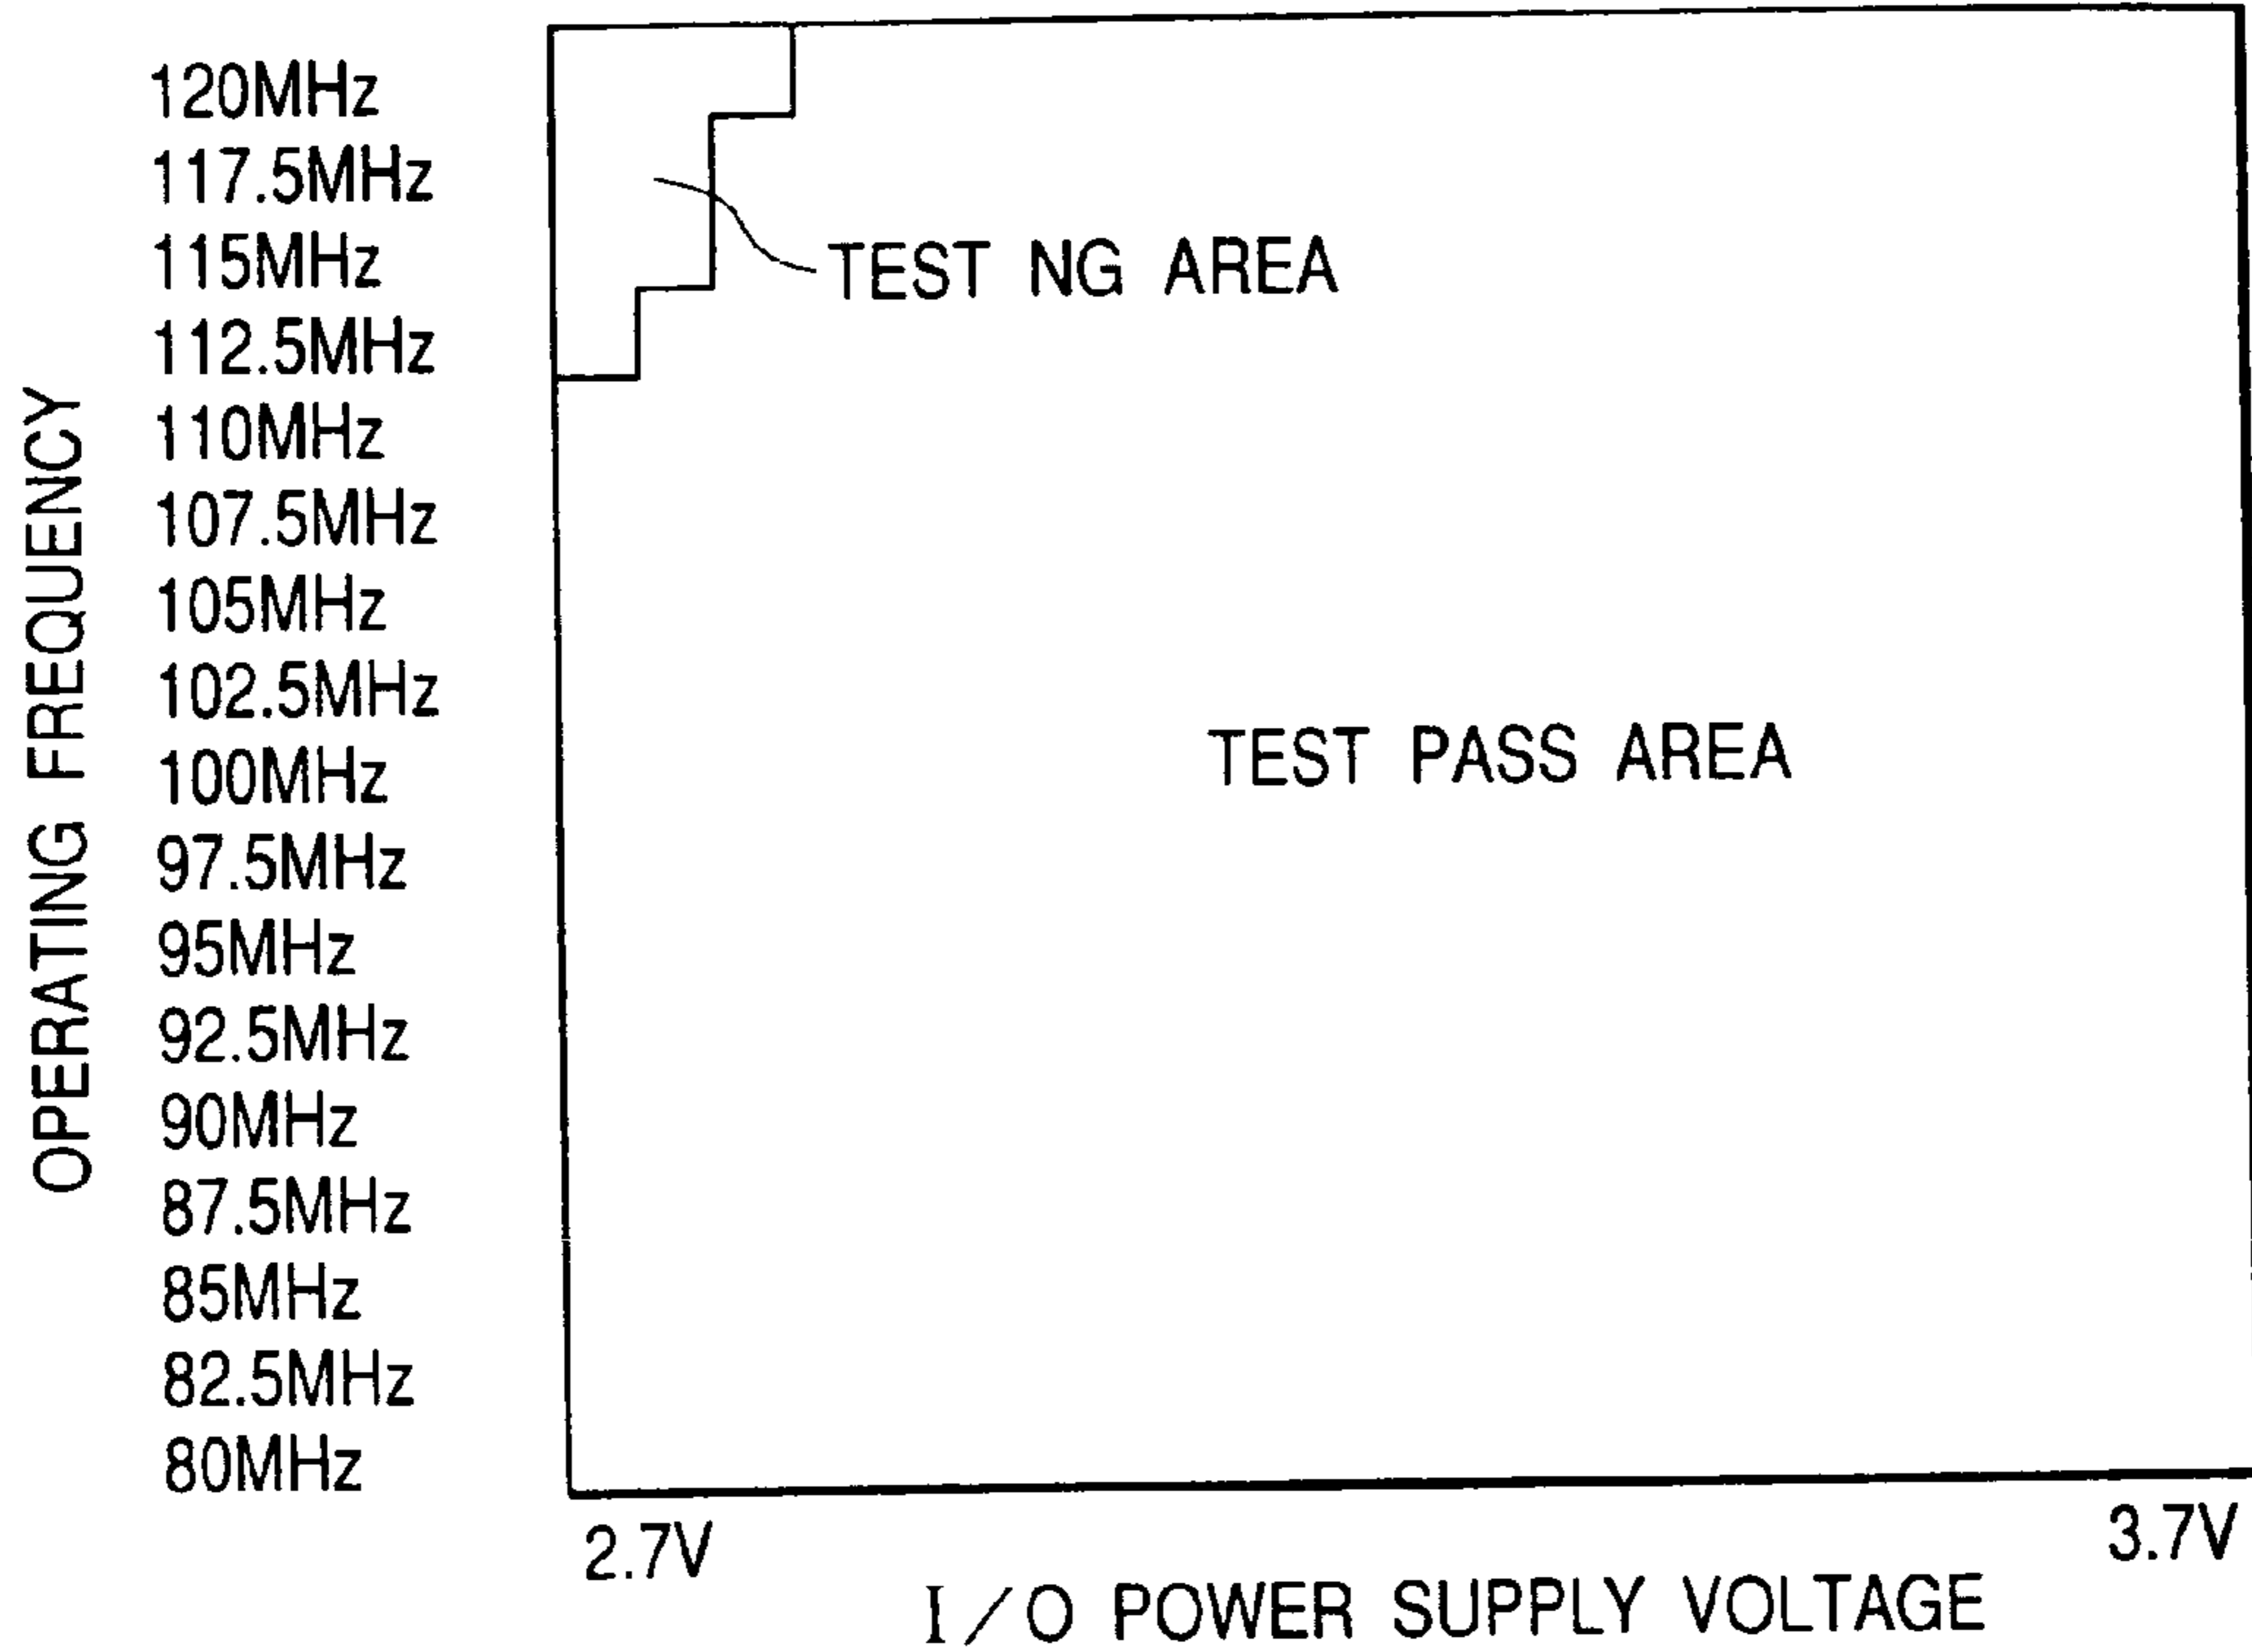 OPERATING FREQUENCY
120MHz
117.5MHz
115MHz
112.5MHz
110MHz
107.5MHz
105MHz
102.5MHz
100MHz
97.5MHz
95MHz
92.5MHz
90MHz
87.5MHz
85MHz
82.5MHz
80MHz
TEST NG AREA
TEST PASS AREA
2.7V
3.7V
I/O POWER SUPPLY VOLTAGE